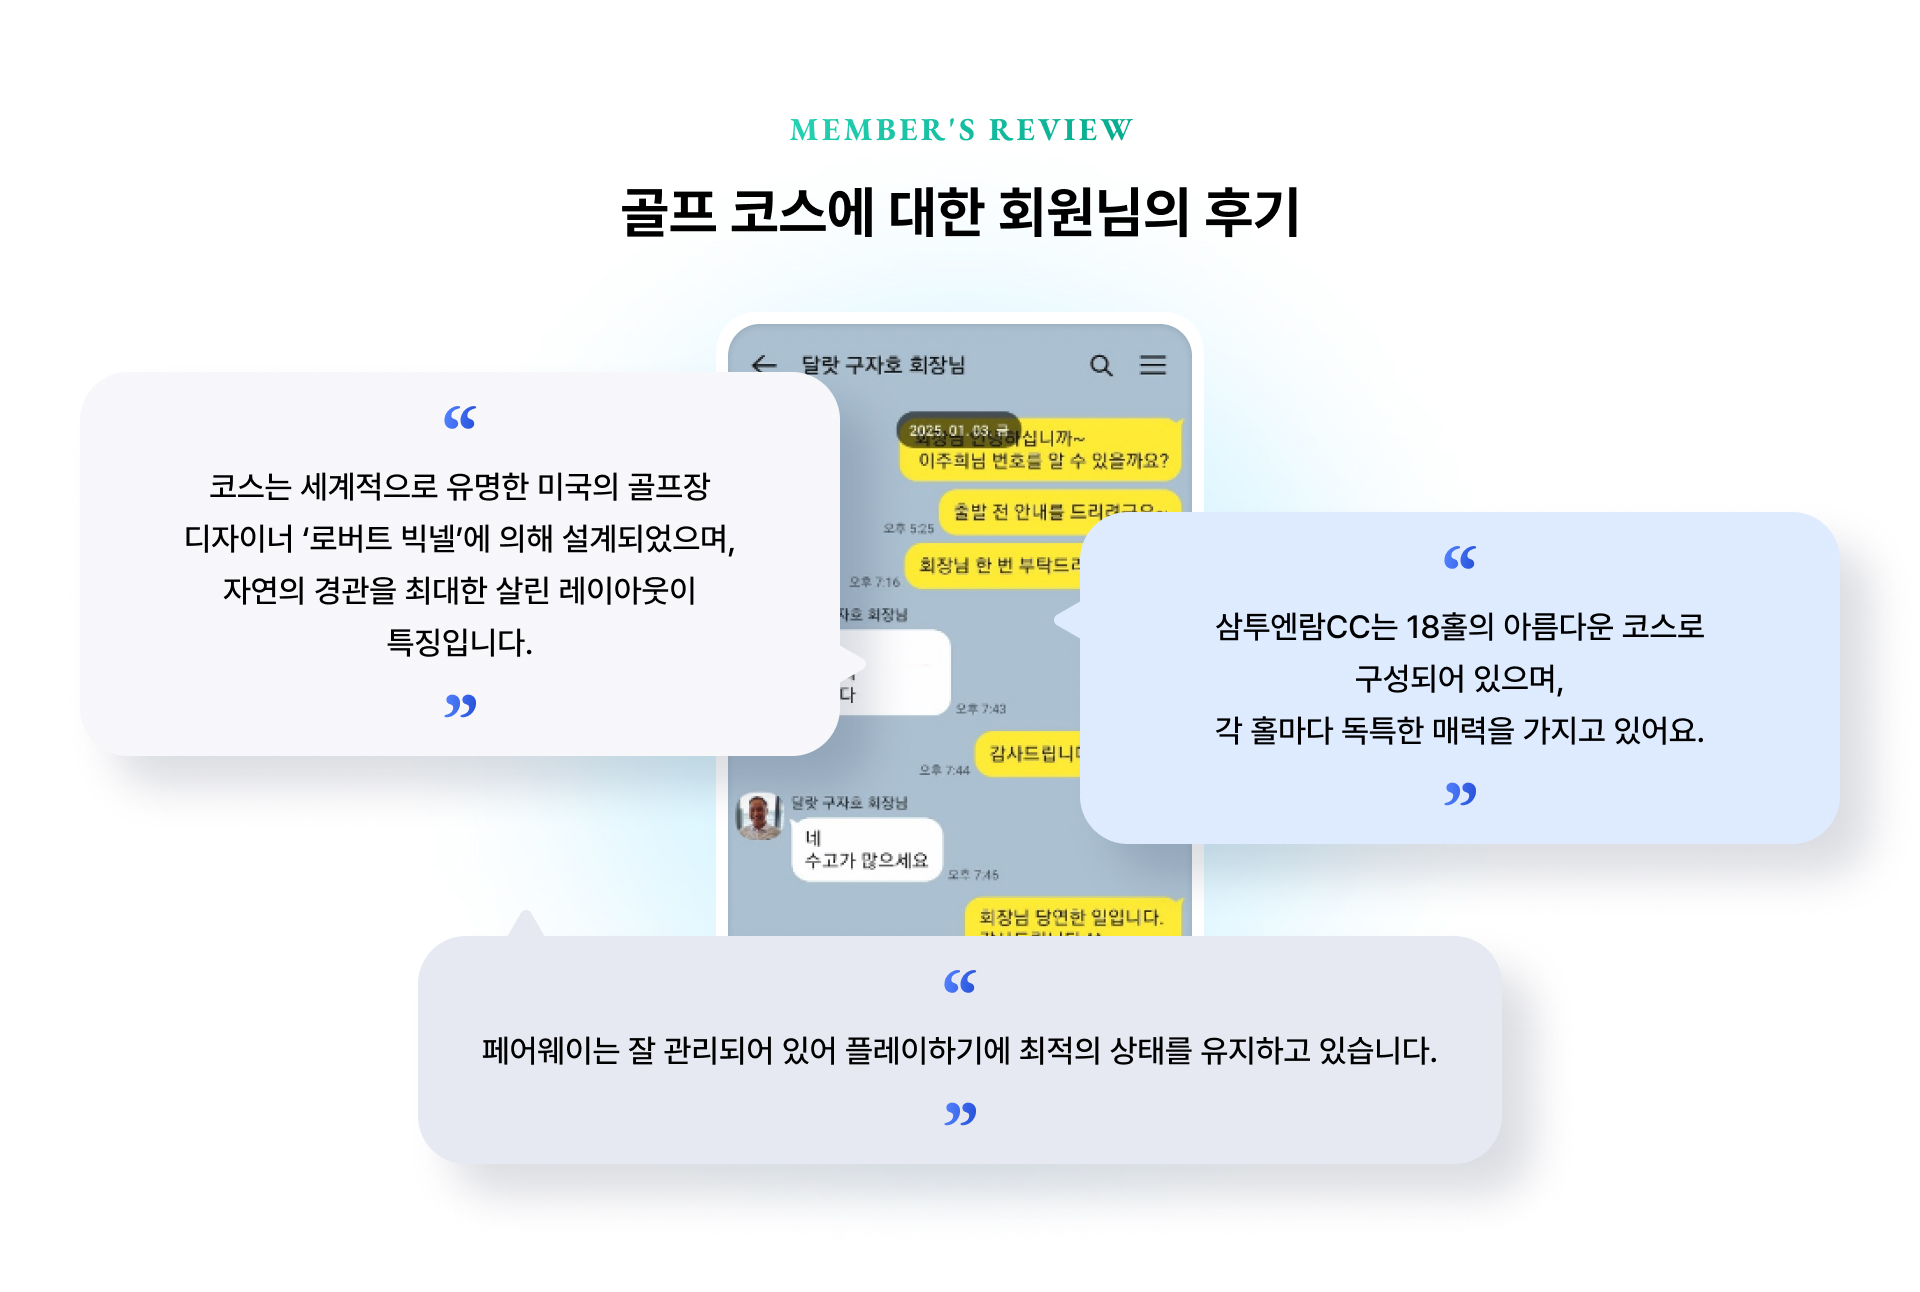 MEMBER'S REVIEW
골프 코스에 대한 회원님의 후기
달랏 구자호 회장님
2025. 01. 03. 금
회장님 안녕하십니까~
이주희님 번호를 알 수 있을까요?
출발 전 안내를 드리려구요~
오후 5:25
회장님 한 번 부탁드리
오후 7:16
자호 회장님
다
오후 7:43
감사드립니다
오후 7:44
달랏 구자호 회장님
네
수고가 많으세요
오후 7:45
회장님 당연한 일입니다.
“
코스는 세계적으로 유명한 미국의 골프장
디자이너 ‘로버트 빅넬’에 의해 설계되었으며,
자연의 경관을 최대한 살린 레이아웃이
특징입니다.
”
“
삼투엔람CC는 18홀의 아름다운 코스로
구성되어 있으며,
각 홀마다 독특한 매력을 가지고 있어요.
”
“
페어웨이는 잘 관리되어 있어 플레이하기에 최적의 상태를 유지하고 있습니다.
”